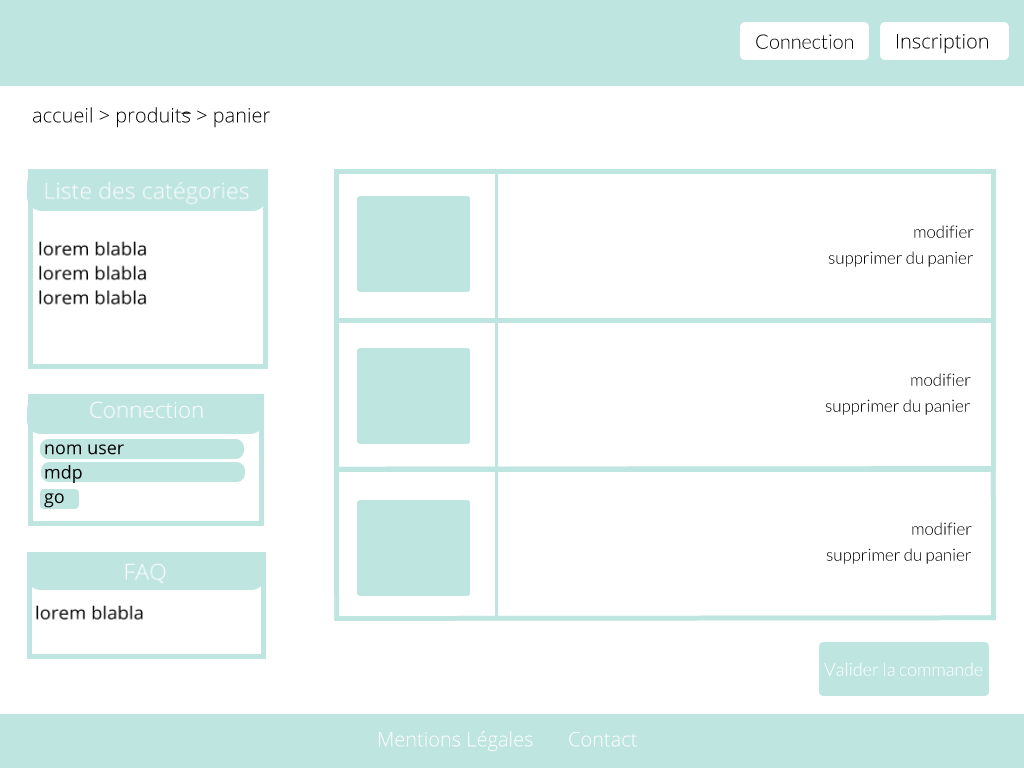 Connection
Inscription
accueil > produits > panier
Liste des catégories
lorem blabla
lorem blabla
lorem blabla
Connection
nom user
mdp
go
FAQ
lorem blabla
modifier
supprimer du panier
modifier
supprimer du panier
modifier
supprimer du panier
Valider la commande
Mentions Légales
Contact